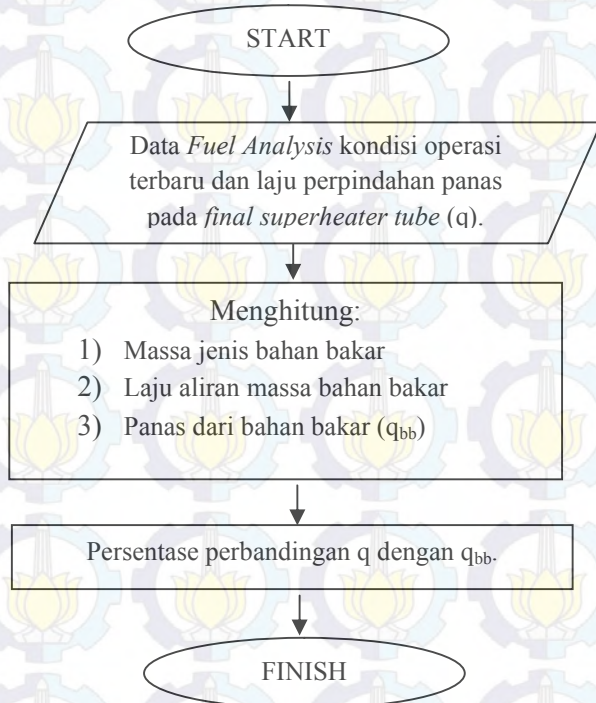 START
Data Fuel Analysis kondisi operasi
terbaru dan laju perpindahan panas
pada final superheater tube (q).
Menghitung:
1) Massa jenis bahan bakar
2) Laju aliran massa bahan bakar
3) Panas dari bahan bakar (qbb)
Persentase perbandingan q dengan qbb.
FINISH